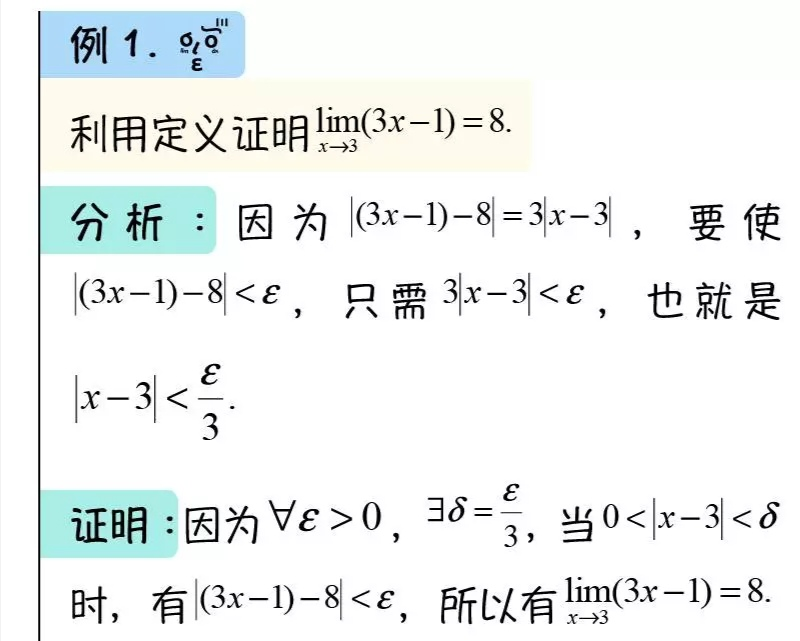 例 1.
利用定义证明 lim_{x→3}(3x−1)=8.
分析：因为 |(3x−1)−8|=3|x−3|，要使
|(3x−1)−8|<ε，只需 3|x−3|<ε，也就是
|x−3|<ε/3.
证明：因为∀ε>0，∃δ=ε/3，当0<|x−3|<δ
时，有|(3x−1)−8|<ε，所以有 lim_{x→3}(3x−1)=8.